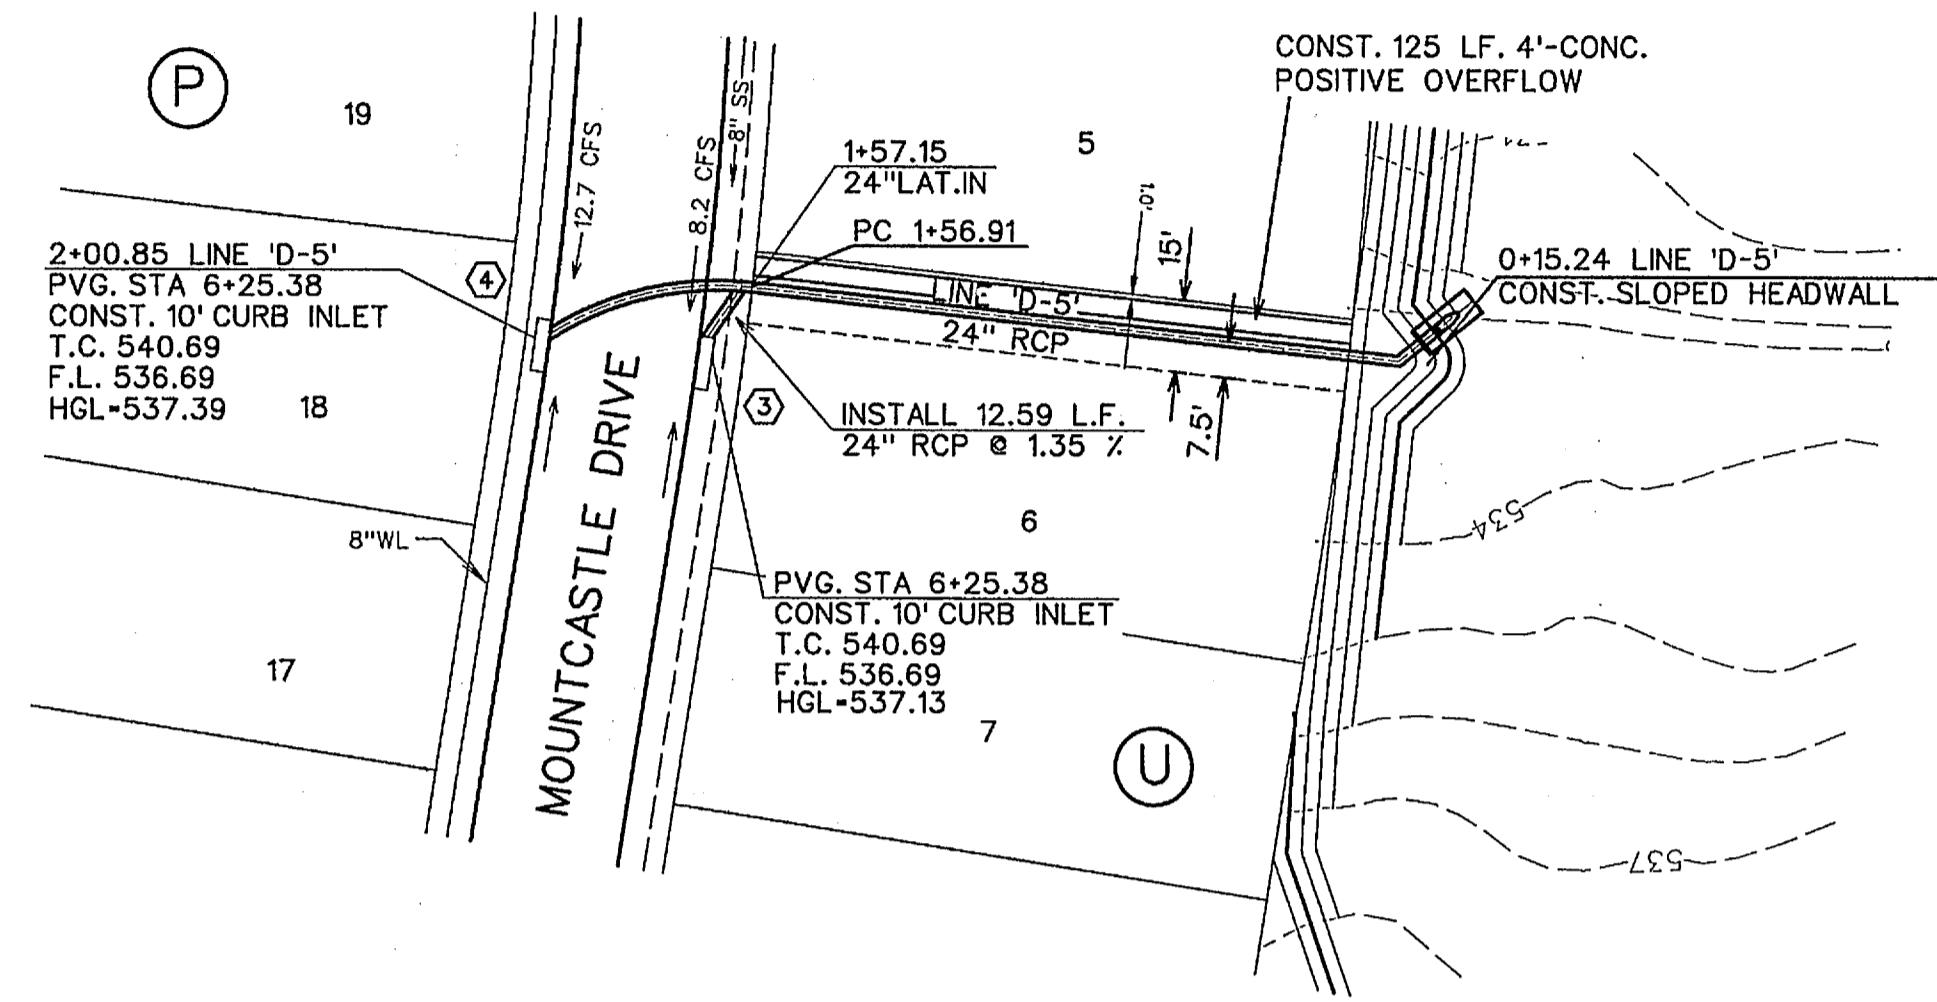 P
19
12.7 CFS
8.2 CFS
8" SS
CONST. 125 LF. 4'-CONC.
POSITIVE OVERFLOW
5
1+57.15
24"LAT.IN
PC 1+56.91
1.0'
15'
2+00.85 LINE 'D-5'
PVG. STA 6+25.38
CONST. 10' CURB INLET
T.C. 540.69
F.L. 536.69
HGL=537.39
4
18
0+15.24 LINE 'D-5'
CONST. SLOPED HEADWALL
LINE 'D-5'
24" RCP
3
INSTALL 12.59 L.F.
24" RCP @ 1.35 %
7.5'
MOUNTCASTLE DRIVE
8"WL
6
534
PVG. STA 6+25.38
CONST. 10' CURB INLET
T.C. 540.69
F.L. 536.69
HGL=537.13
17
7
U
537